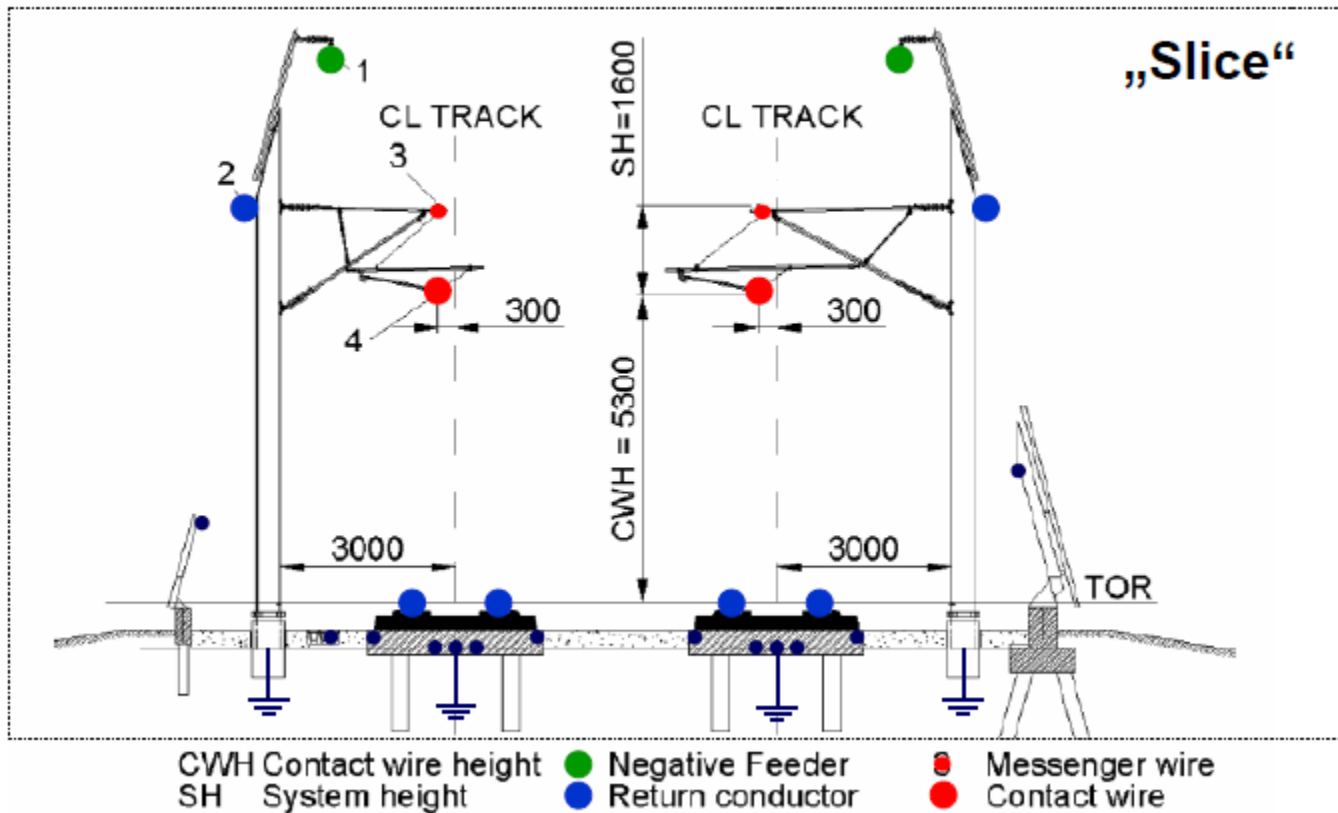 „Slice“
1
CL TRACK
CL TRACK
SH=1600
2
3
300
300
4
CWH = 5300
3000
3000
TOR
CWH Contact wire height
Negative Feeder
8 Messenger wire
SH System height
Return conductor
Contact wire